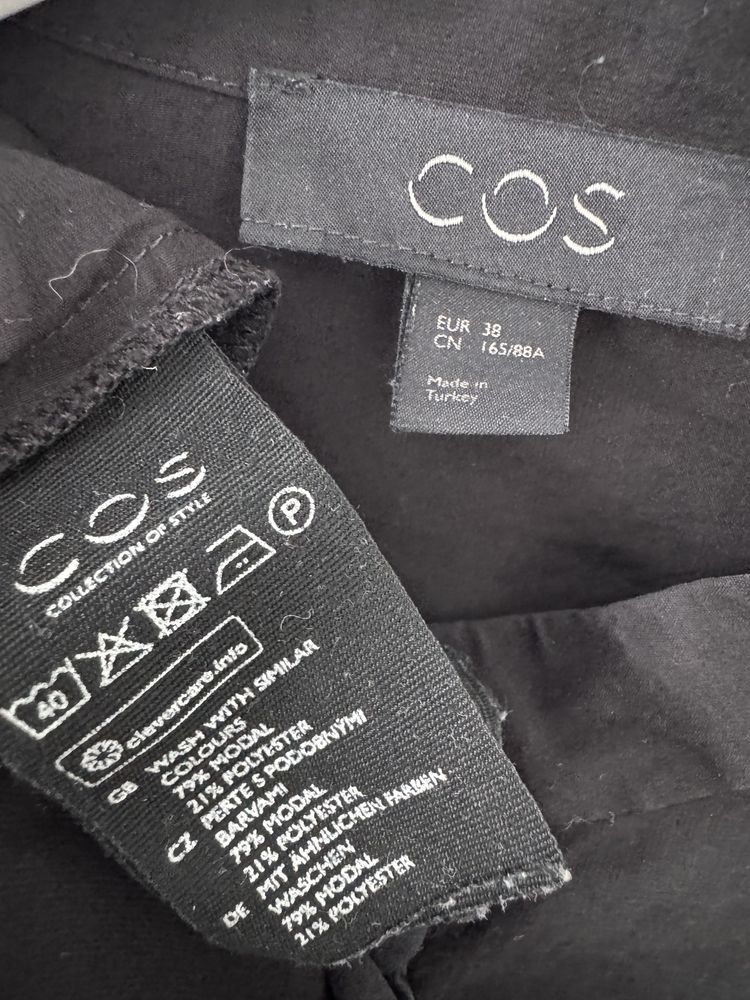 COS
EUR 38
CN 165/88A
Made in
Turkey
COS
COLLECTION OF STYLE
40
P
clevercare.info
GB WASH WITH SIMILAR
COLOURS
79% MODAL
21% POLYESTER
CZ PERTE S PODOBNÝMI
BARVAMI
79% MODAL
21% POLYESTER
DE MIT ÄHNLICHEN FARBEN
WASCHEN
79% MODAL
21% POLYESTER